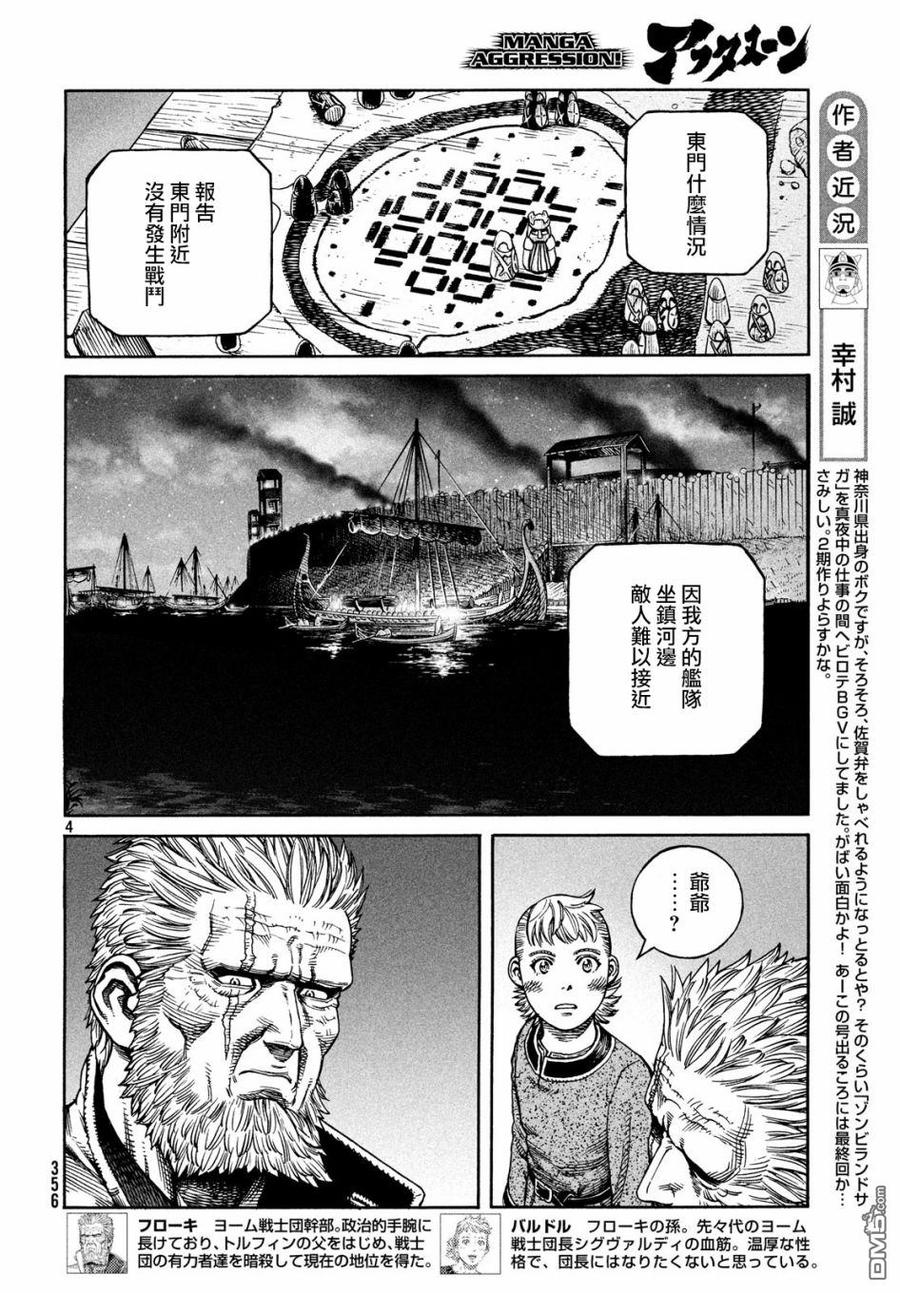 MANGA
AGGRESSION!
アフタヌーン
東門什麼情況
報告
東門附近
沒有發生戰鬥
因我方的艦隊
坐鎮河邊
敵人難以接近
爺爺
……?
作者近況
幸村誠
神奈川県出身のボクですが、そろそろ、佐賀弁をしゃべれるようになっとるとや? そのくらい「ゾンビランドサ
ガ」を真夜中の仕事の間ヘビロテBGVにしてました。がばい面白かよ! あーこの号出るころには最終回か…
さみしい。2期作りよらすかな。
4
356
フローキ ヨーム戦士団幹部。政治的手腕に
長けており、トルフィンの父をはじめ、戦士
団の有力者達を暗殺して現在の地位を得た。
バルドル フローキの孫。先々代のヨーム
戦士団長シグヴァルディの血筋。温厚な性
格で、団長にはなりたくないと思っている。
DM5.com